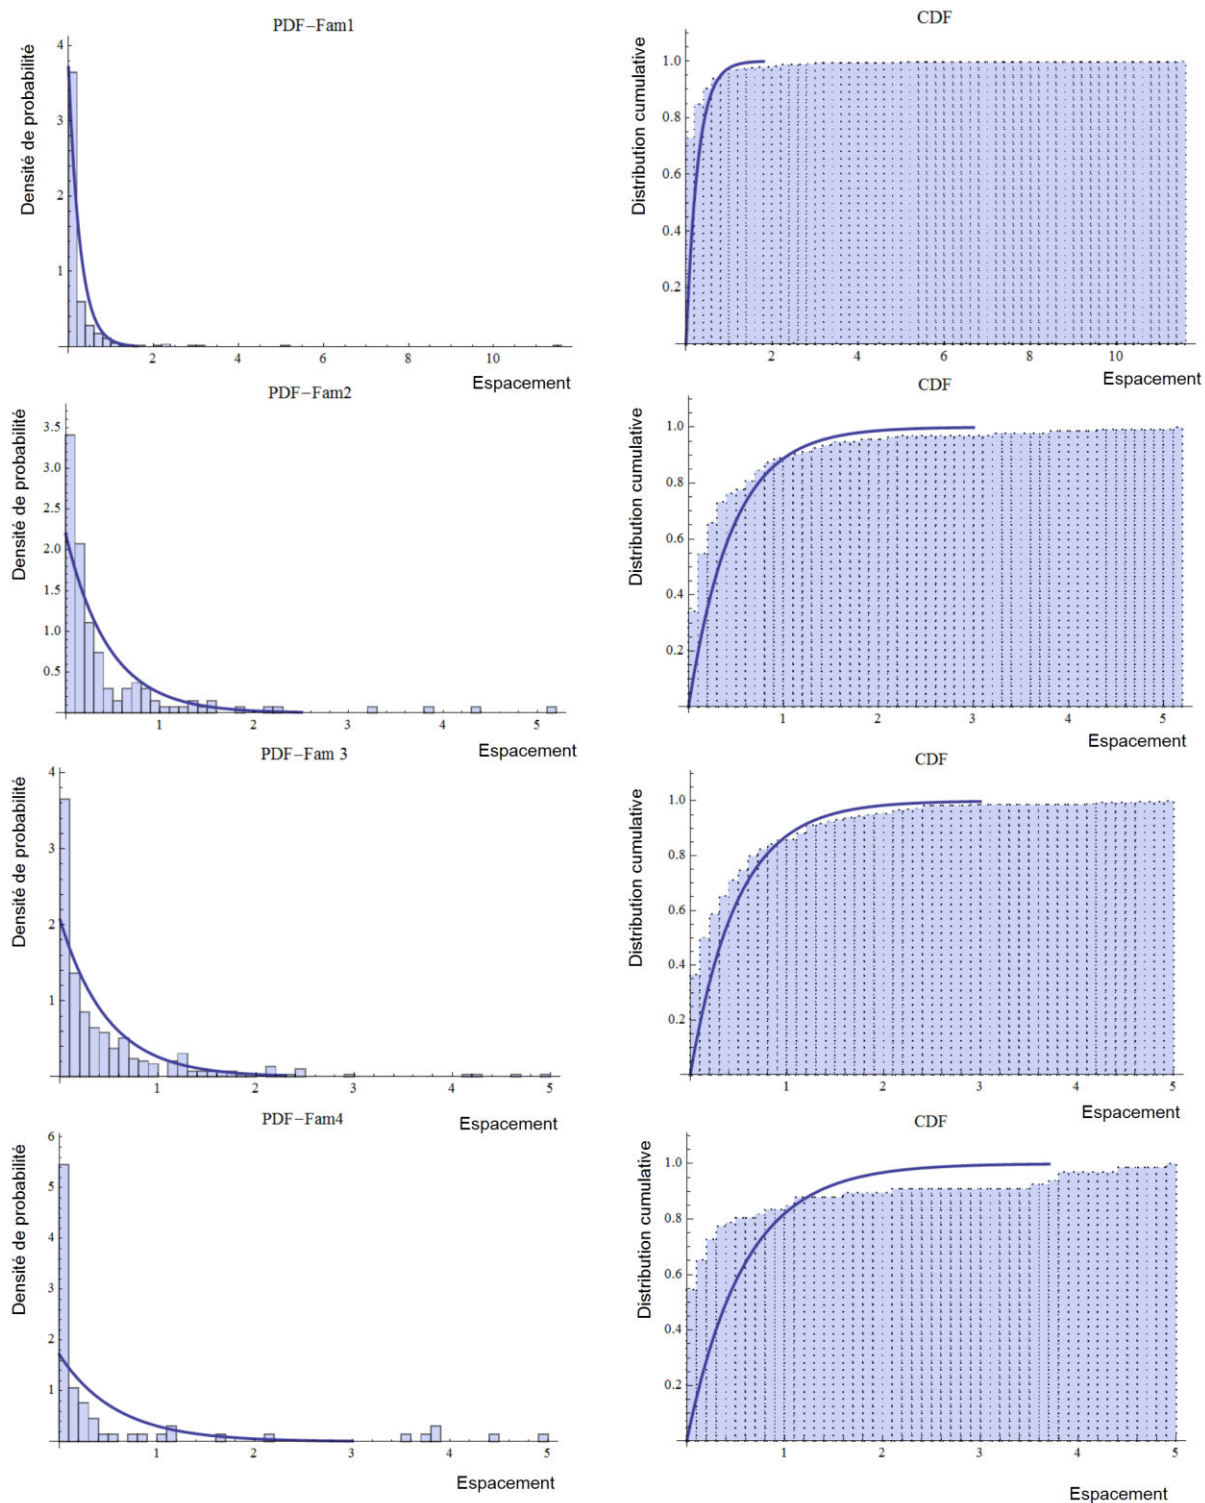 PDF−Fam1
Densité de probabilité
4
3
2
1
2 4 6 8 10
Espacement
CDF
Distribution cumulative
1.0
0.8
0.6
0.4
0.2
2 4 6 8 10
Espacement
PDF−Fam2
Densité de probabilité
3.5
3.0
2.5
2.0
1.5
1.0
0.5
1 2 3 4 5
Espacement
CDF
Distribution cumulative
1.0
0.8
0.6
0.4
0.2
1 2 3 4 5
Espacement
PDF−Fam 3
Densité de probabilité
4
3
2
1
1 2 3 4 5
Espacement
CDF
Distribution cumulative
1.0
0.8
0.6
0.4
0.2
1 2 3 4 5
Espacement
PDF−Fam4
Densité de probabilité
6
5
4
3
2
1
1 2 3 4 5
Espacement
CDF
Distribution cumulative
1.0
0.8
0.6
0.4
0.2
1 2 3 4 5
Espacement